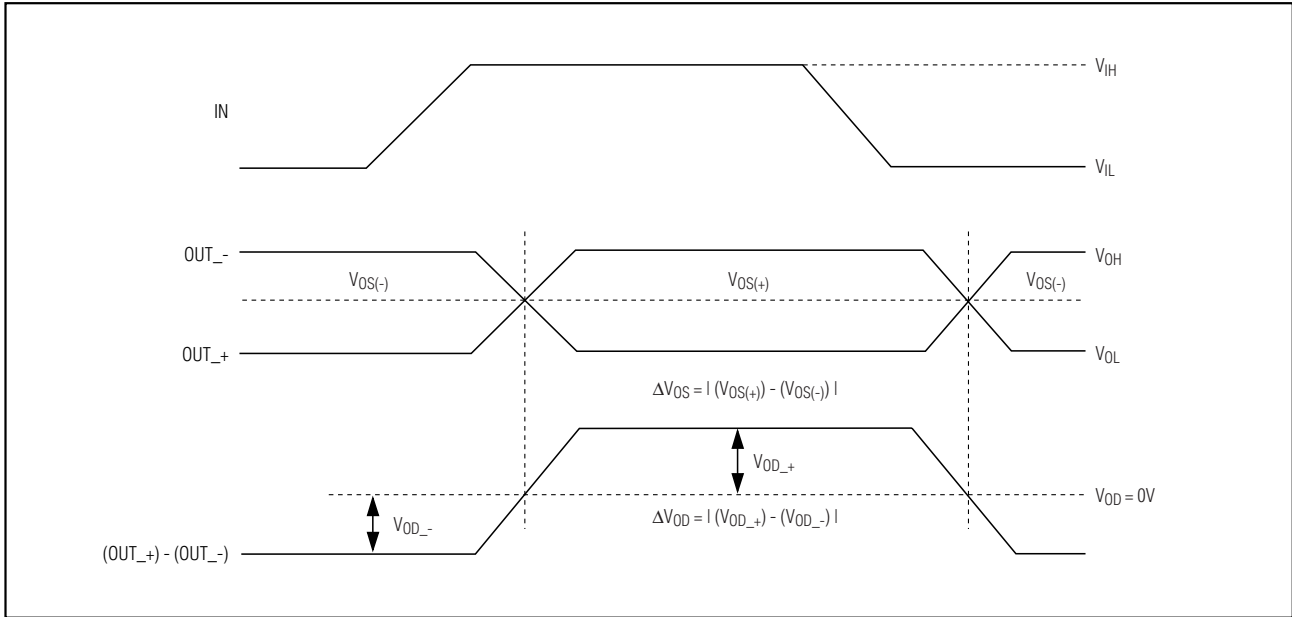 V_IH
IN
V_IL
OUT_-
V_OH
V_OS(-)
V_OS(+)
V_OS(-)
OUT_+
V_OL
ΔV_OS = | (V_OS(+)) - (V_OS(-)) |
V_OD_+
V_OD = 0V
V_OD_-
ΔV_OD = | (V_OD_+) - (V_OD_-) |
(OUT_+) - (OUT_-)